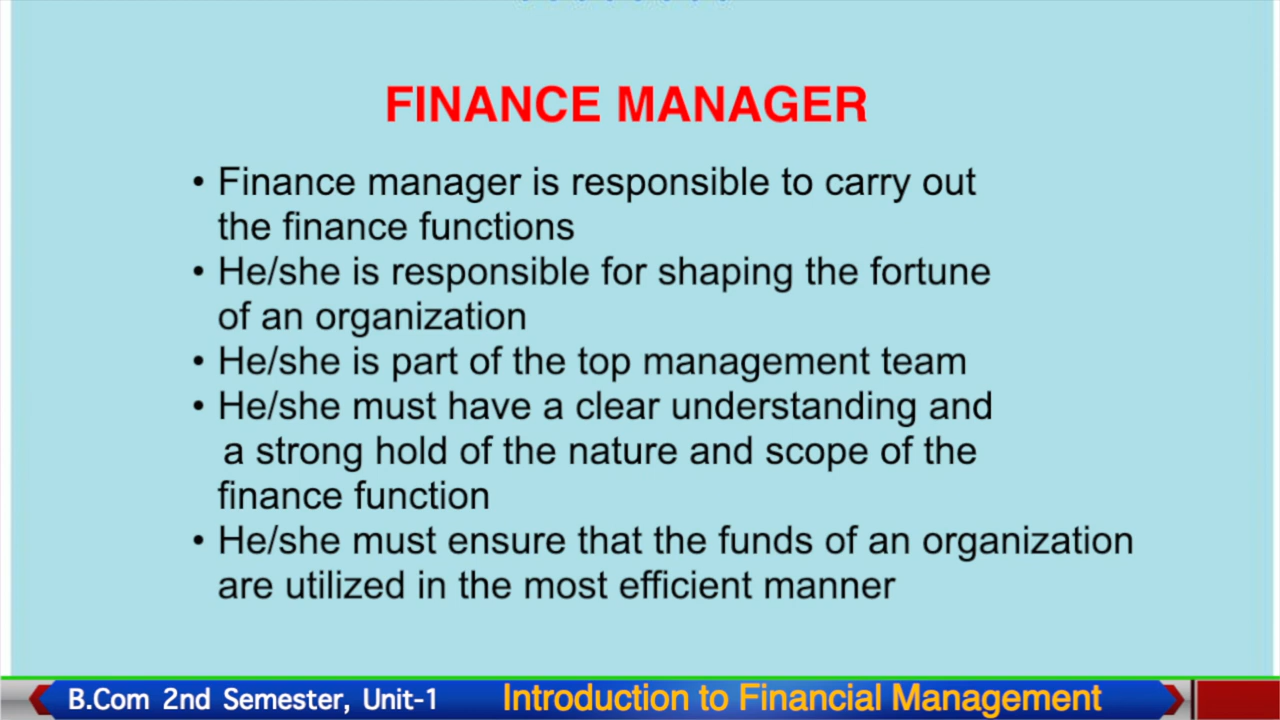 FINANCE MANAGER
• Finance manager is responsible to carry out
the finance functions
• He/she is responsible for shaping the fortune
of an organization
• He/she is part of the top management team
• He/she must have a clear understanding and
a strong hold of the nature and scope of the
finance function
• He/she must ensure that the funds of an organization
are utilized in the most efficient manner
B.Com 2nd Semester, Unit-1 Introduction to Financial Management